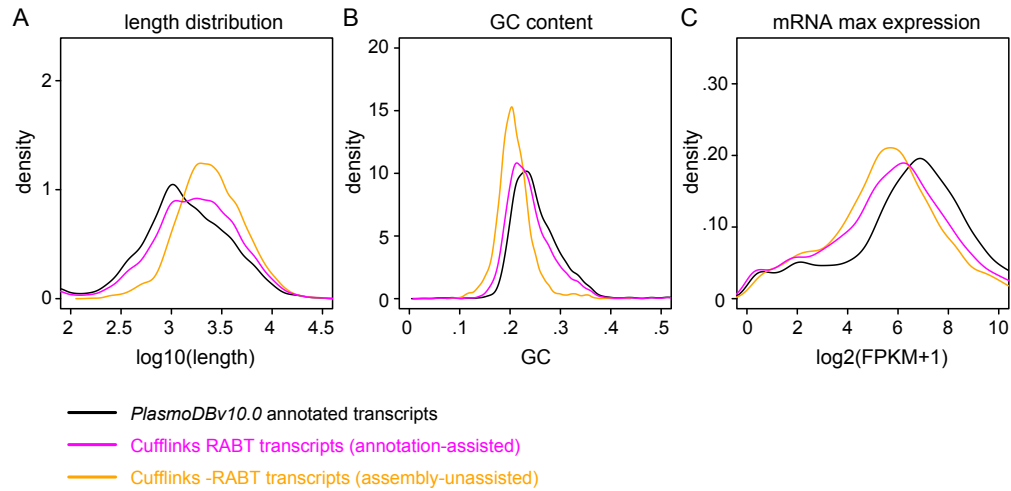 A
length distribution
density
2
1
0
2
2.5
3
3.5
4
4.5
log10(length)
B
GC content
density
20
15
10
5
0
0
.1
.2
.3
.4
.5
GC
C
mRNA max expression
density
.30
.20
.10
0
0
2
4
6
8
10
log2(FPKM+1)
PlasmoDBv10.0 annotated transcripts
Cufflinks RABT transcripts (annotation-assisted)
Cufflinks -RABT transcripts (assembly-unassisted)